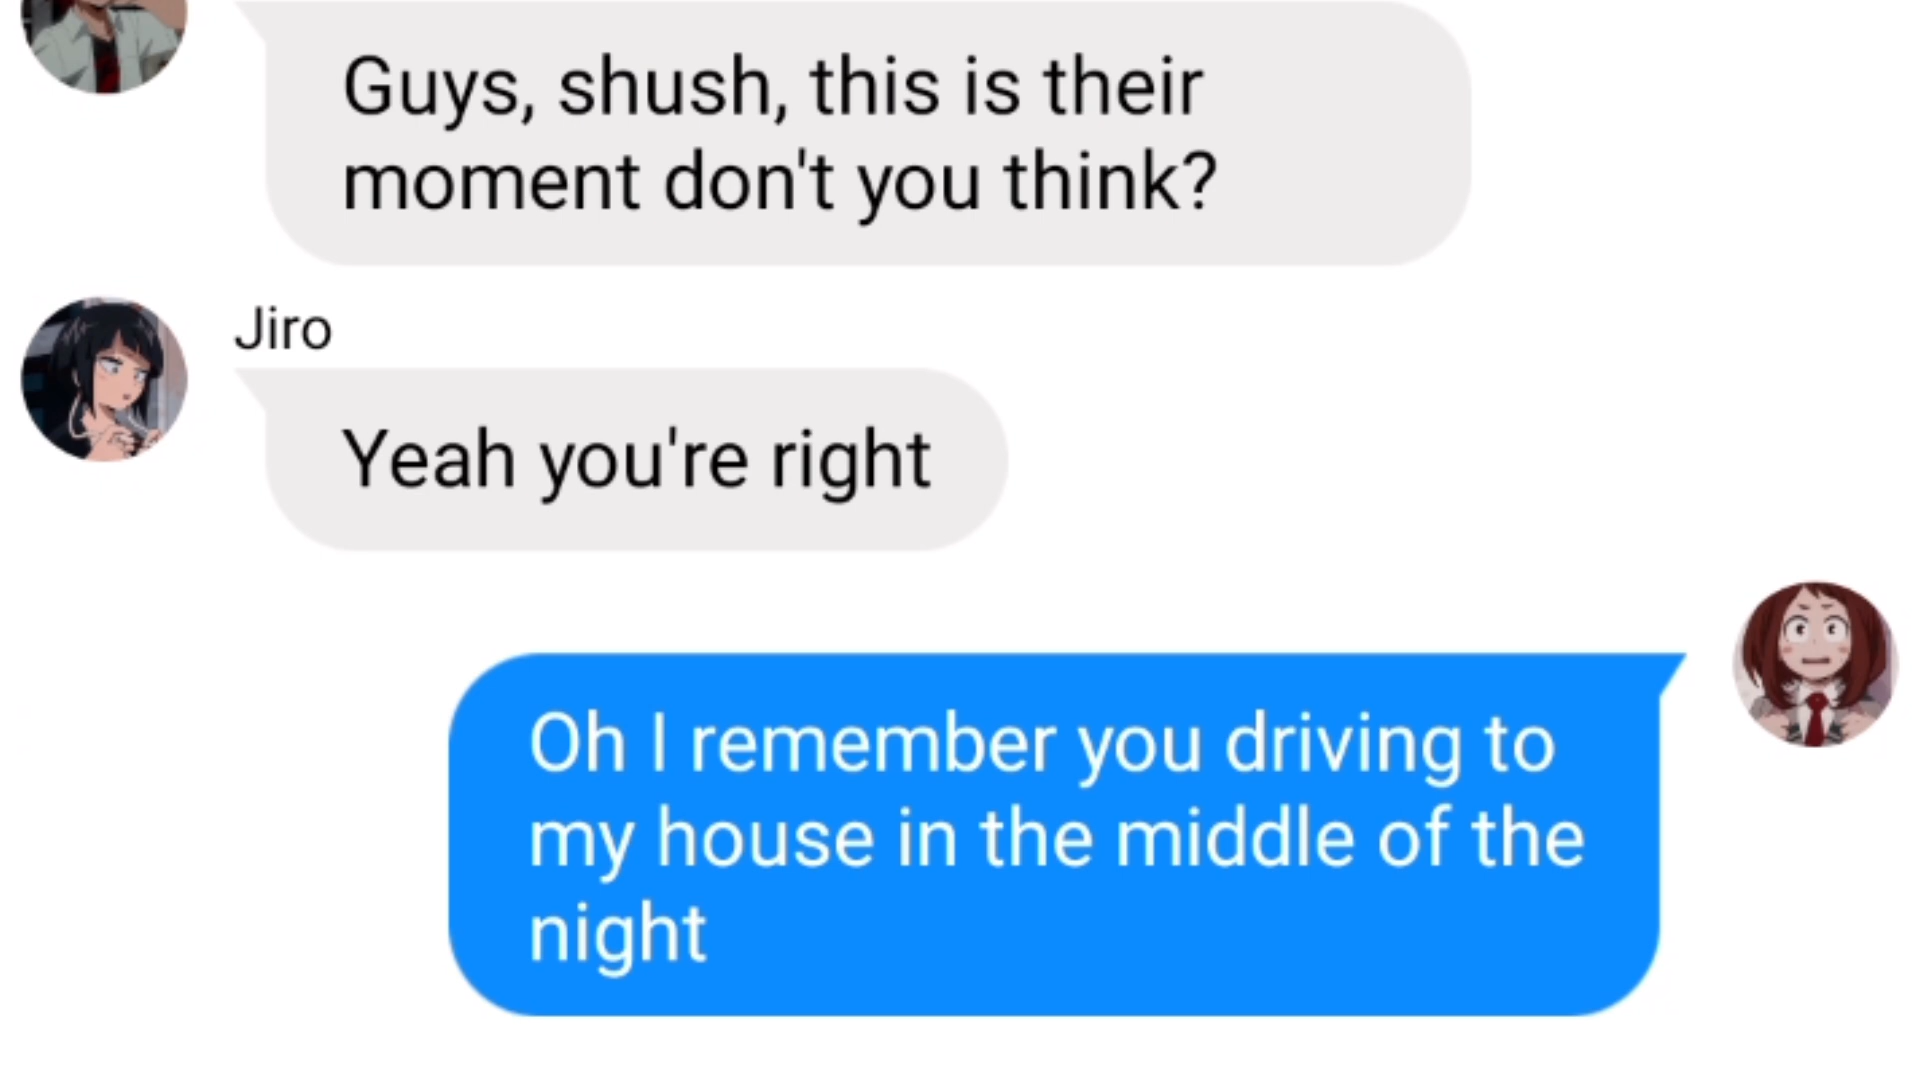 Guys, shush, this is their
moment don't you think?
Jiro
Yeah you're right
Oh I remember you driving to
my house in the middle of the
night